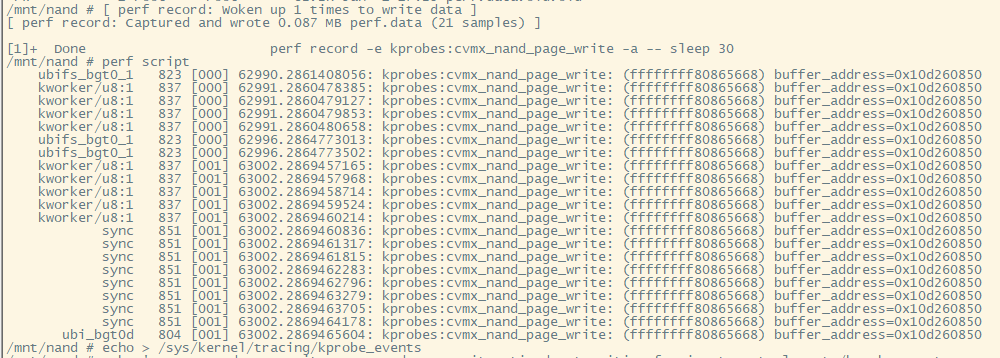 /mnt/nand # [ perf record: Woken up 1 times to write data ]
[ perf record: Captured and wrote 0.087 MB perf.data (21 samples) ]
[1]+  Done                       perf record -e kprobes:cvmx_nand_page_write -a -- sleep 30
/mnt/nand # perf script
ubifs_bgt0_1   823 [000] 62990.2861408056: kprobes:cvmx_nand_page_write: (ffffffff80865668) buffer_address=0x10d260850
kworker/u8:1   837 [000] 62991.2860478385: kprobes:cvmx_nand_page_write: (ffffffff80865668) buffer_address=0x10d260850
kworker/u8:1   837 [000] 62991.2860479127: kprobes:cvmx_nand_page_write: (ffffffff80865668) buffer_address=0x10d260850
kworker/u8:1   837 [000] 62991.2860479853: kprobes:cvmx_nand_page_write: (ffffffff80865668) buffer_address=0x10d260850
kworker/u8:1   837 [000] 62991.2860480658: kprobes:cvmx_nand_page_write: (ffffffff80865668) buffer_address=0x10d260850
ubifs_bgt0_1   823 [000] 62996.2864773013: kprobes:cvmx_nand_page_write: (ffffffff80865668) buffer_address=0x10d260850
ubifs_bgt0_1   823 [000] 62996.2864773502: kprobes:cvmx_nand_page_write: (ffffffff80865668) buffer_address=0x10d260850
kworker/u8:1   837 [001] 63002.2869457165: kprobes:cvmx_nand_page_write: (ffffffff80865668) buffer_address=0x10d260850
kworker/u8:1   837 [001] 63002.2869457968: kprobes:cvmx_nand_page_write: (ffffffff80865668) buffer_address=0x10d260850
kworker/u8:1   837 [001] 63002.2869458714: kprobes:cvmx_nand_page_write: (ffffffff80865668) buffer_address=0x10d260850
kworker/u8:1   837 [001] 63002.2869459524: kprobes:cvmx_nand_page_write: (ffffffff80865668) buffer_address=0x10d260850
kworker/u8:1   837 [001] 63002.2869460214: kprobes:cvmx_nand_page_write: (ffffffff80865668) buffer_address=0x10d260850
sync   851 [001] 63002.2869460836: kprobes:cvmx_nand_page_write: (ffffffff80865668) buffer_address=0x10d260850
sync   851 [001] 63002.2869461317: kprobes:cvmx_nand_page_write: (ffffffff80865668) buffer_address=0x10d260850
sync   851 [001] 63002.2869461815: kprobes:cvmx_nand_page_write: (ffffffff80865668) buffer_address=0x10d260850
sync   851 [001] 63002.2869462283: kprobes:cvmx_nand_page_write: (ffffffff80865668) buffer_address=0x10d260850
sync   851 [001] 63002.2869462796: kprobes:cvmx_nand_page_write: (ffffffff80865668) buffer_address=0x10d260850
sync   851 [001] 63002.2869463279: kprobes:cvmx_nand_page_write: (ffffffff80865668) buffer_address=0x10d260850
sync   851 [001] 63002.2869463705: kprobes:cvmx_nand_page_write: (ffffffff80865668) buffer_address=0x10d260850
sync   851 [001] 63002.2869464178: kprobes:cvmx_nand_page_write: (ffffffff80865668) buffer_address=0x10d260850
ubi_bgt0d   804 [001] 63002.2869465604: kprobes:cvmx_nand_page_write: (ffffffff80865668) buffer_address=0x10d260850
/mnt/nand # echo > /sys/kernel/tracing/kprobe_events